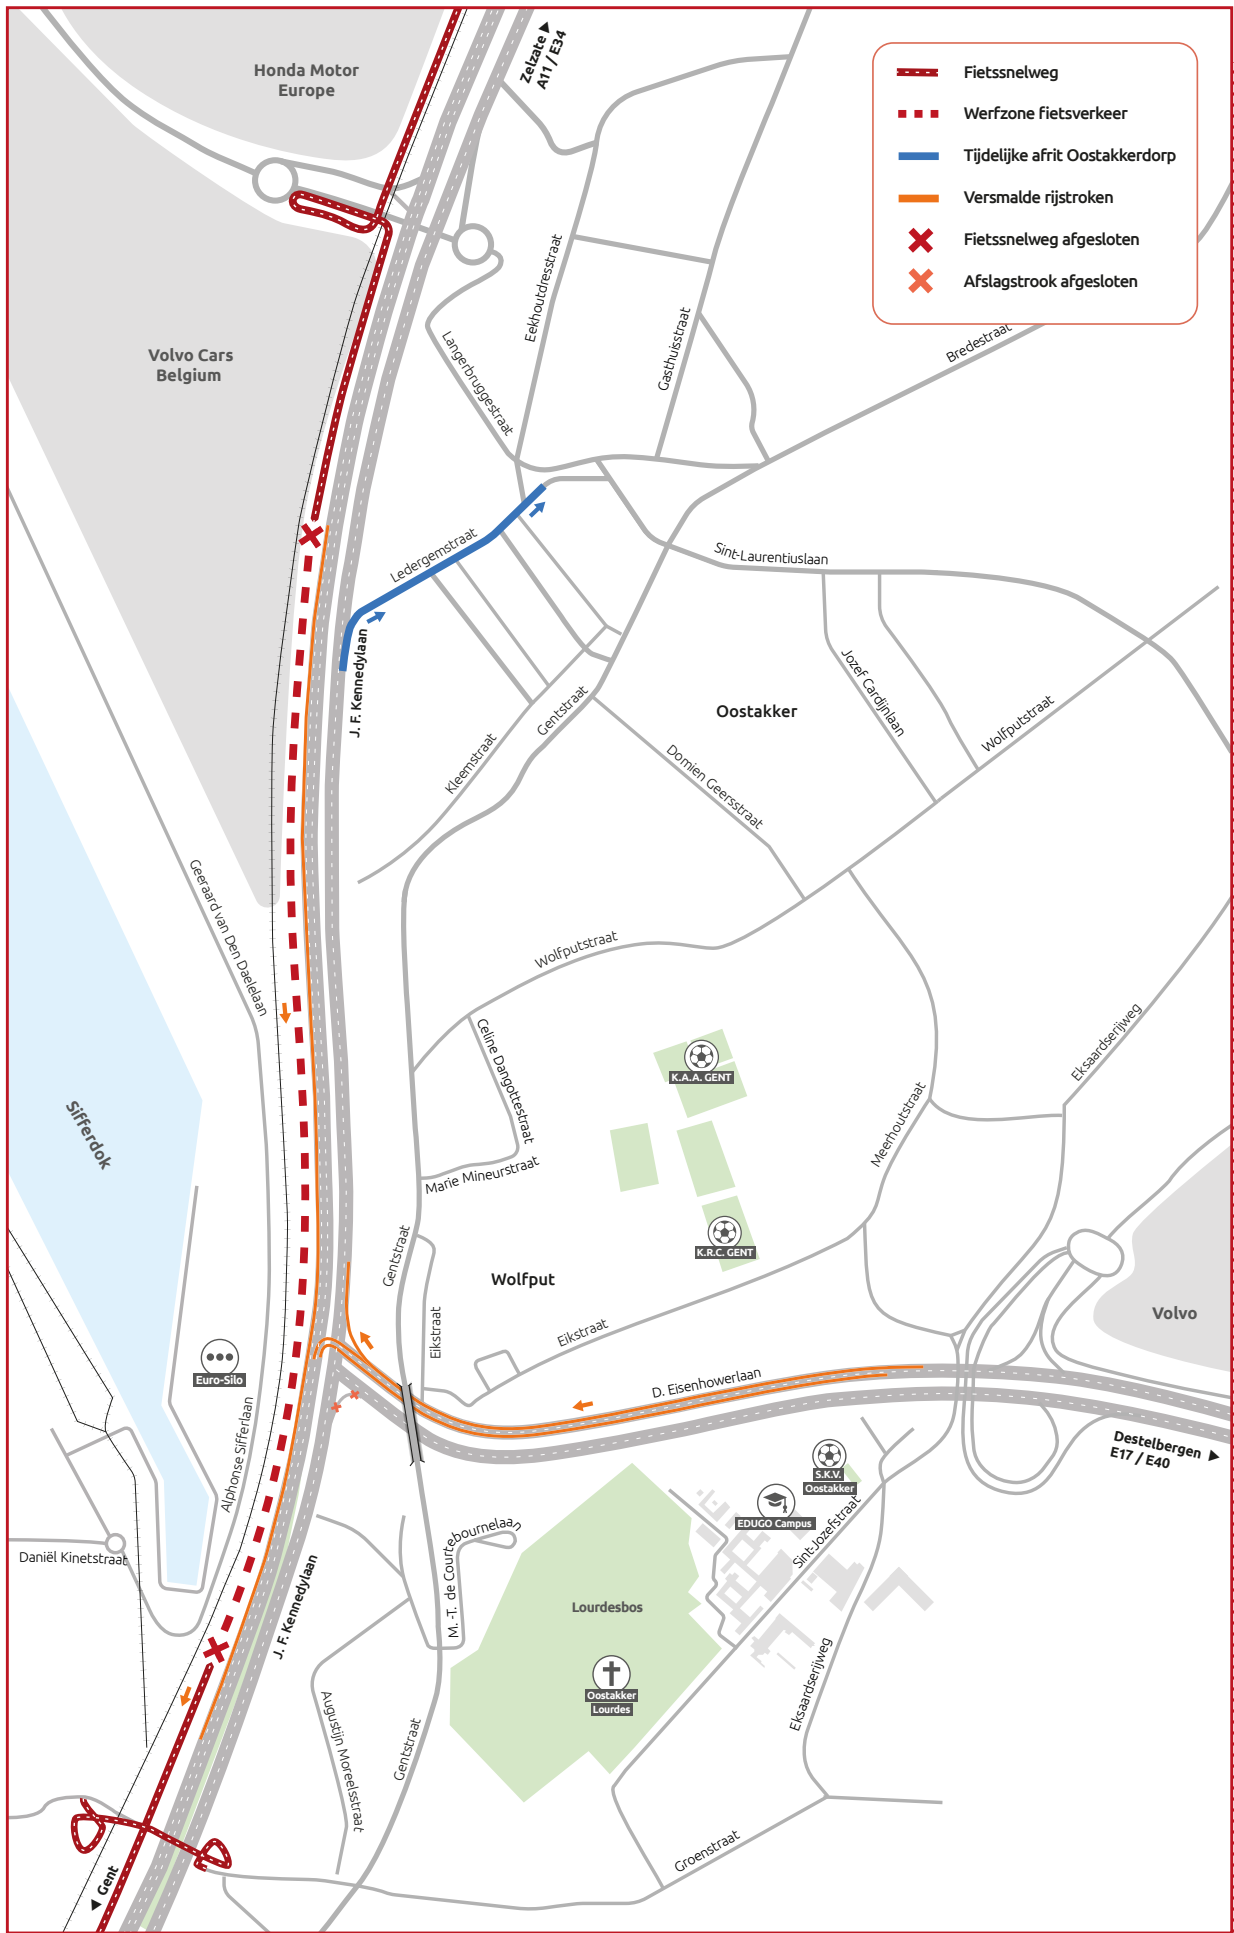 Honda Motor
Europe
Zelzate
A11 / E34
Fietssnelweg
Werfzone fietsverkeer
Tijdelijke afrit Oostakkerdorp
Versmalde rijstroken
Fietssnelweg afgesloten
Afslagstrook afgesloten
Volvo Cars
Belgium
Eekhoutdresstraat
Langerbruggestraat
Gasthuisstraat
Bredestraat
Ledergemstraat
Sint-Laurentiuslaan
J. F. Kennedylaan
Jozef Cardijnlaan
Oostakker
Gentstraat
Wolfputstraat
Kleemstraat
Domien Geersstraat
Geeraard van Den Daelelaan
Wolfputstraat
Celine Dangottestraat
K.A.A. GENT
Eksaardserijweg
Sifferdok
Meerhoutstraat
Marie Mineurstraat
Gentstraat
K.R.C. GENT
Wolfput
Eikstraat
Eikstraat
Volvo
Euro-Silo
D. Eisenhowerlaan
Alphonse Sifferlaan
Destelbergen
E17 / E40
S.K.V.
Oostakker
EDUGO Campus
Sint-Jozefstraat
Daniël Kinetstraat
M. -T. de Courtebournelaan
J. F. Kennedylaan
Lourdesbos
Oostakker
Lourdes
Eksaardserijweg
Augustijn Moreelsstraat
Gentstraat
Groenstraat
Gent